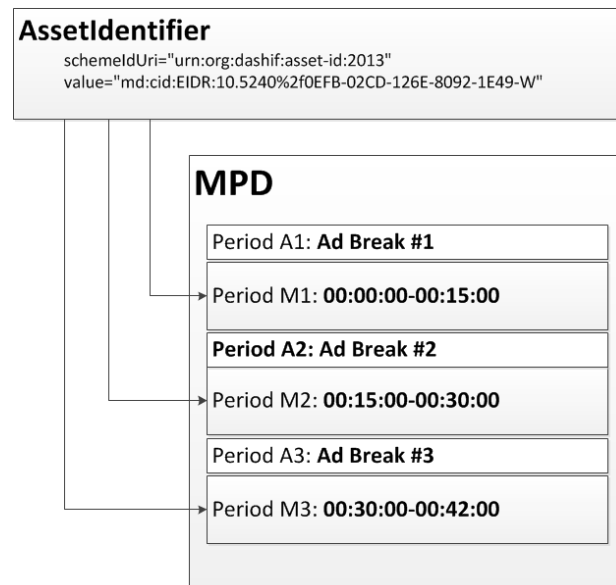 AssetIdentifier
schemeIdUri="urn:org:dashif:asset-id:2013"
value="md:cid:EIDR:10.5240%2f0EFB-02CD-126E-8092-1E49-W"
MPD
Period A1: Ad Break #1
Period M1: 00:00:00-00:15:00
Period A2: Ad Break #2
Period M2: 00:15:00-00:30:00
Period A3: Ad Break #3
Period M3: 00:30:00-00:42:00